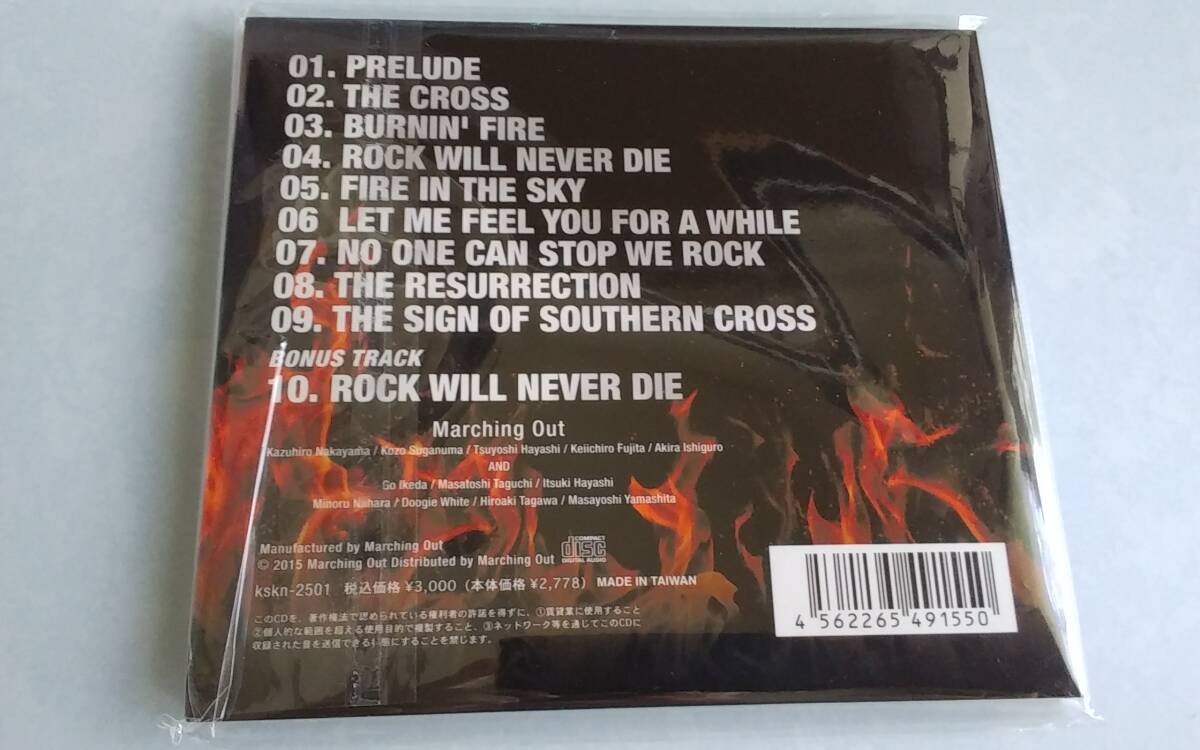 01. PRELUDE
02. THE CROSS
03. BURNIN' FIRE
04. ROCK WILL NEVER DIE
05. FIRE IN THE SKY
06 LET ME FEEL YOU FOR A WHILE
07. NO ONE CAN STOP WE ROCK
08. THE RESURRECTION
09. THE SIGN OF SOUTHERN CROSS
BONUS TRACK
10. ROCK WILL NEVER DIE
Marching Out
Kazuhiro Nakayama / Kozo Suganuma / Tsuyoshi Hayashi / Keiichiro Fujita / Akira Ishiguro
AND
Go Ikeda / Masatoshi Taguchi / Itsuki Hayashi
Minoru Niihara / Doogie White / Hiroaki Tagawa / Masayoshi Yamashita
Manufactured by Marching Out
© 2015 Marching Out Distributed by Marching Out
COMPACT
disc
DIGITAL AUDIO
kskn-2501 税込価格 ¥3,000（本体価格 ¥2,778）MADE IN TAIWAN
このCDを、著作権法で認められている権利者の許諾を得ずに、①賃貸業に使用すること
②個人的な範囲を超える使用目的で複製すること、③ネットワーク等を通じてこのCDに
収録された音を送信できる状態にすることを禁じます。
4 562265 491550